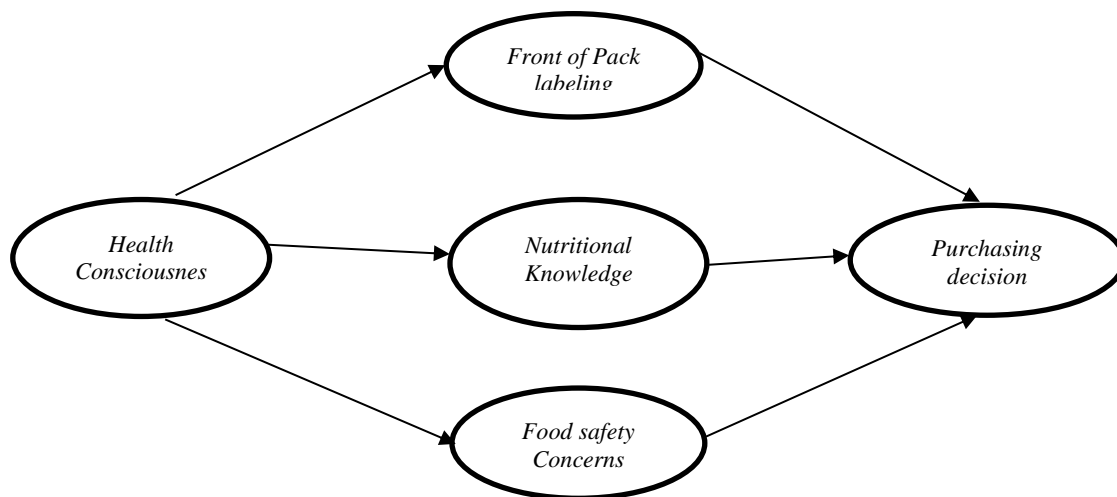 Front of Pack
labeling
Health
Consciousnes
Nutritional
Knowledge
Purchasing
decision
Food safety
Concerns